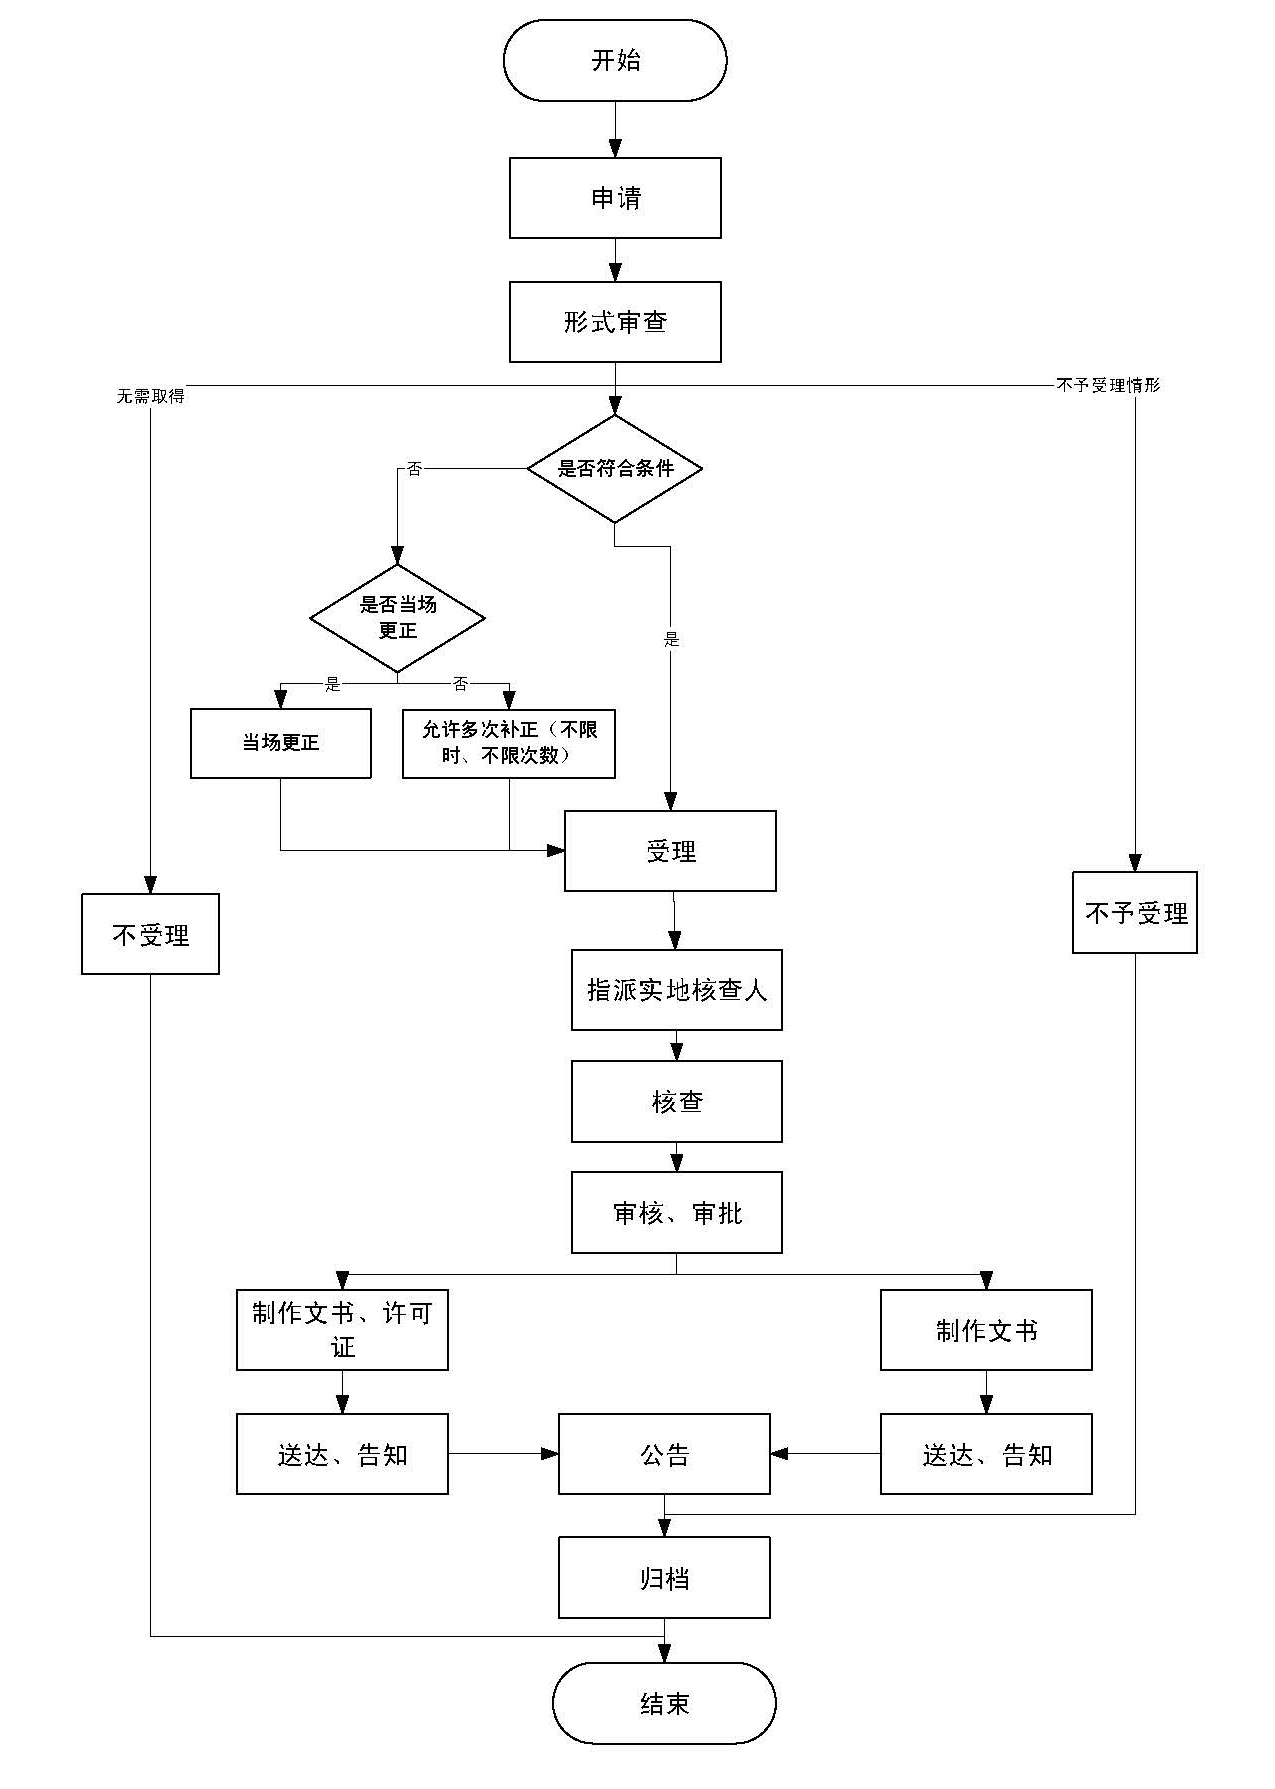 开始
申请
形式审查
无需取得
不予受理情形
是否符合条件
否
是否当场
更正
是
是
否
当场更正
允许多次补正（不限
时、不限次数）
受理
不受理
不予受理
指派实地核查人
核查
审核、审批
制作文书、许可
证
制作文书
送达、告知
公告
送达、告知
归档
结束